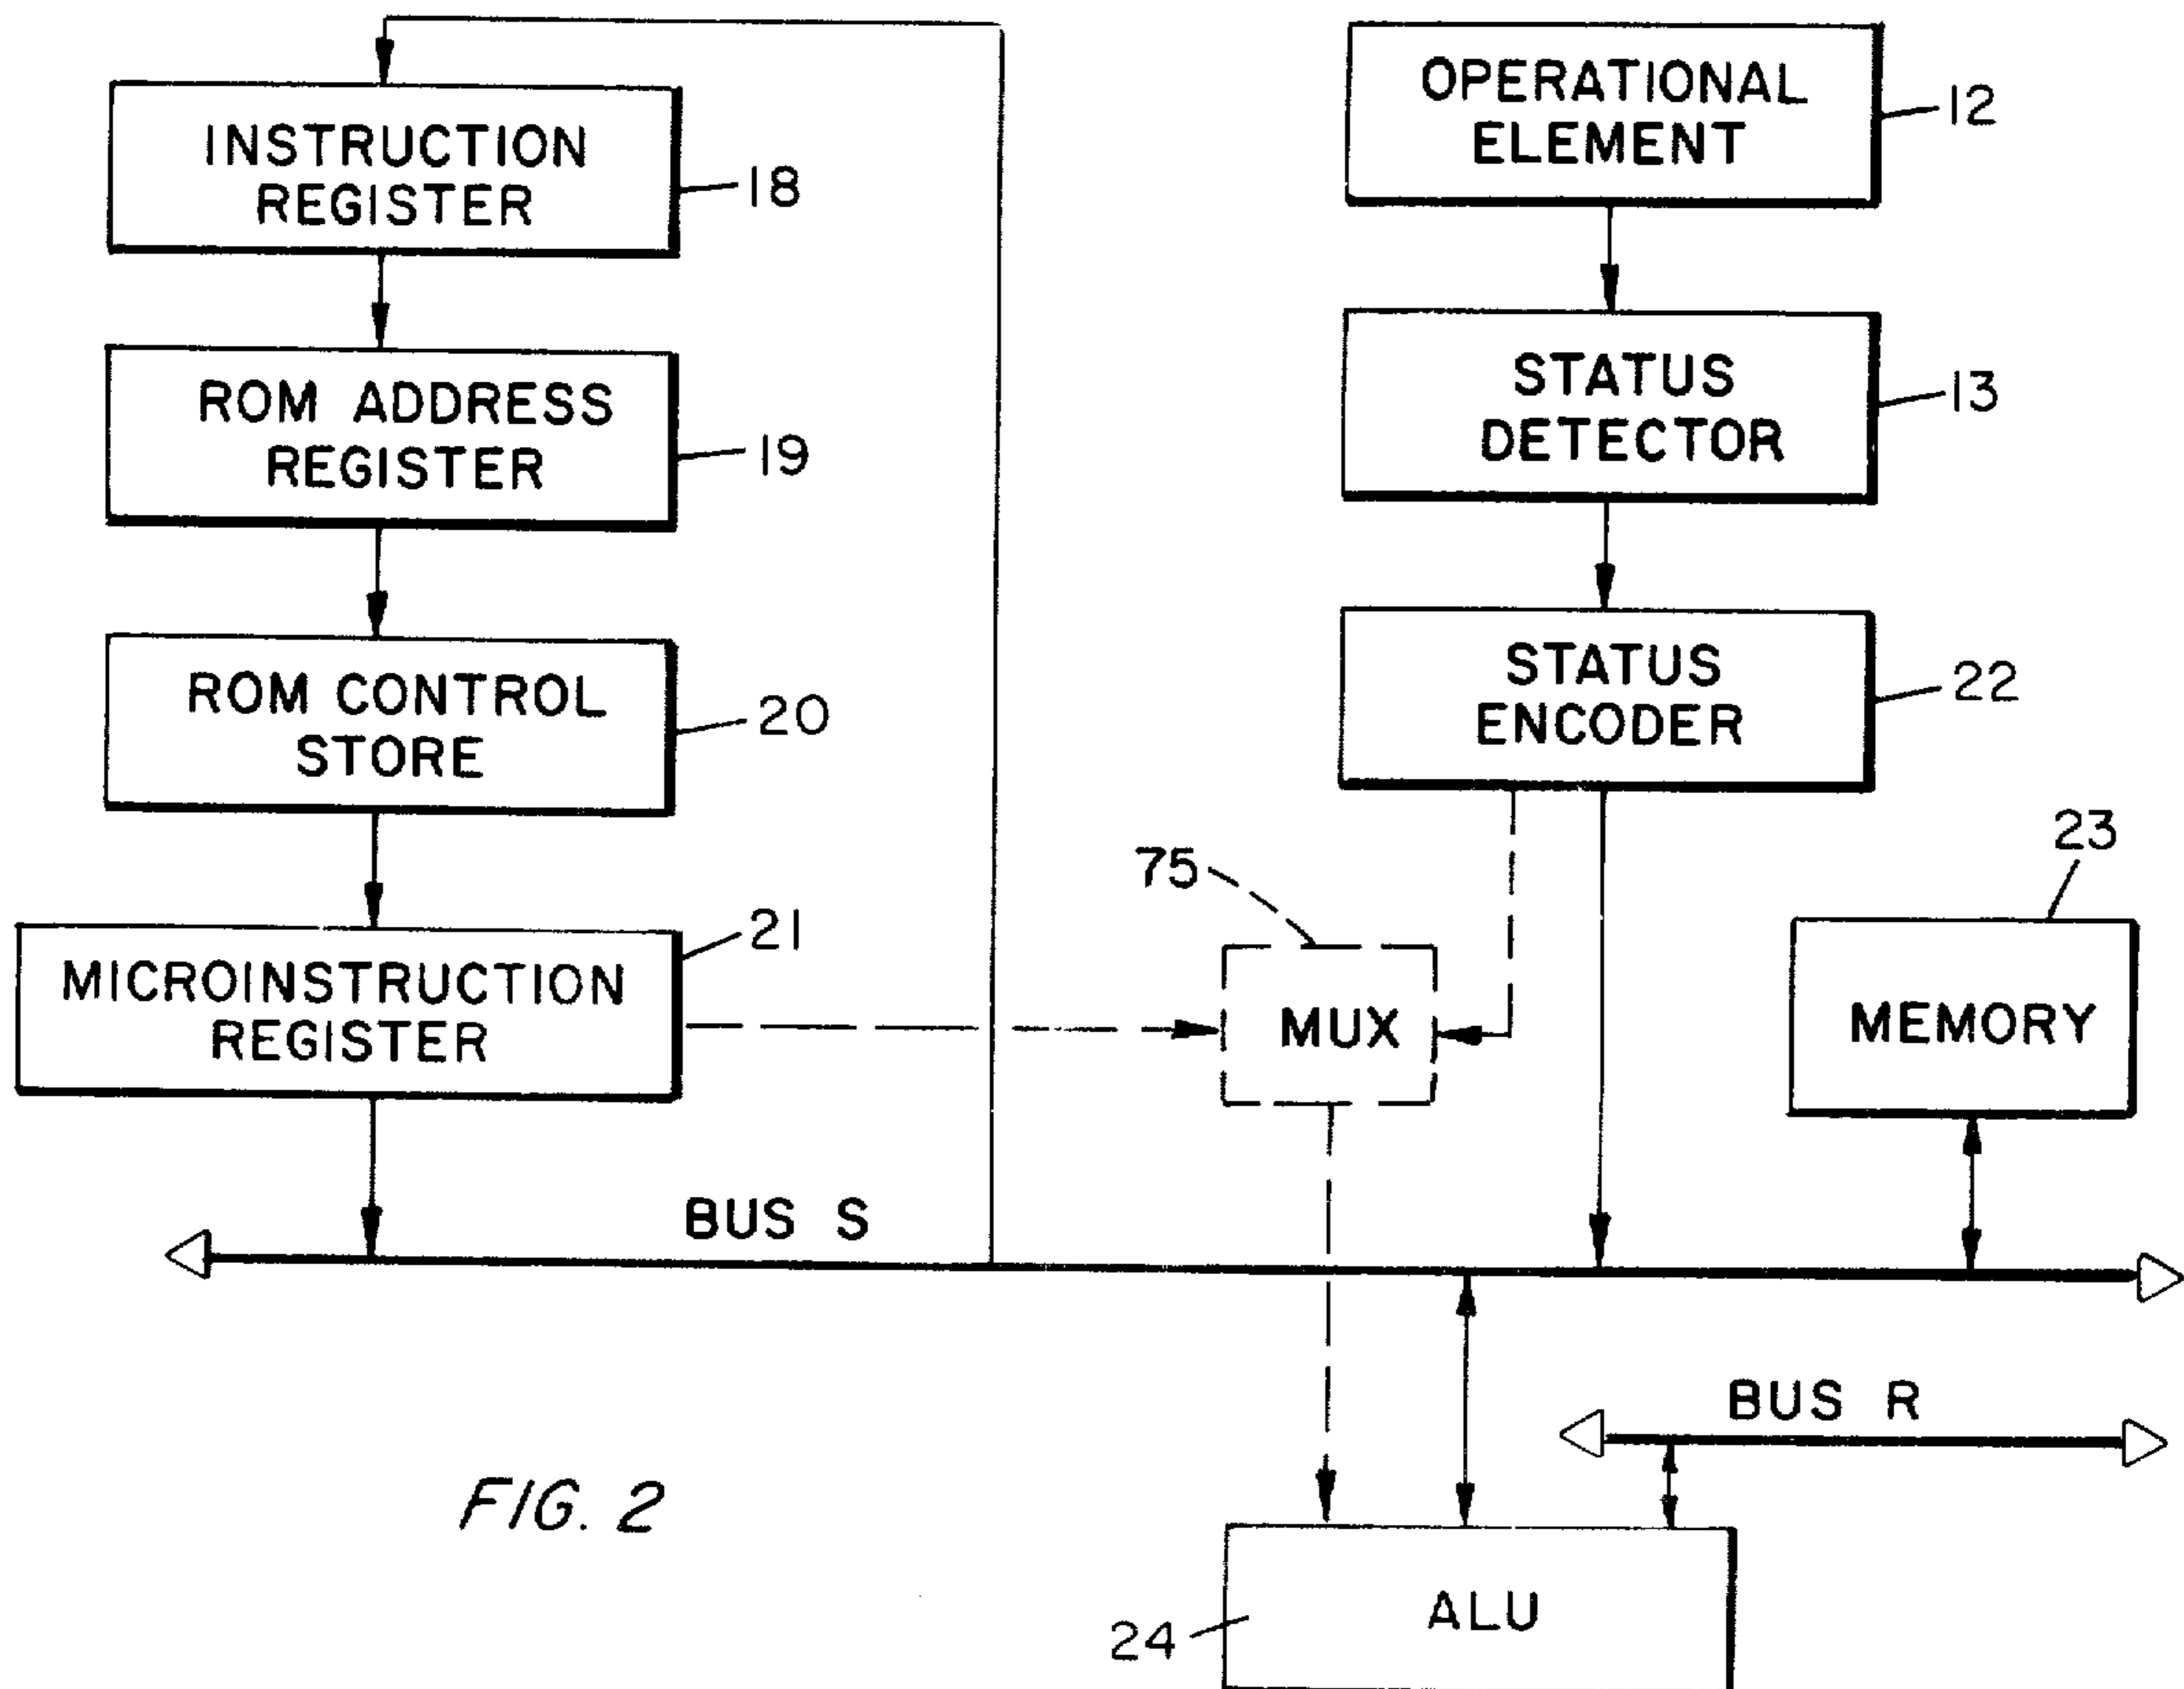 INSTRUCTION
REGISTER
18
ROM ADDRESS
REGISTER
19
ROM CONTROL
STORE
20
MICROINSTRUCTION
REGISTER
21
OPERATIONAL
ELEMENT
12
STATUS
DETECTOR
13
STATUS
ENCODER
22
75
MUX
23
MEMORY
BUS S
BUS R
24
ALU
FIG. 2